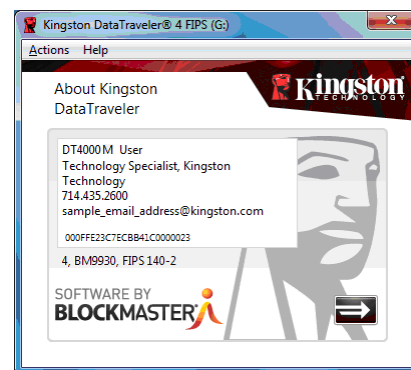 Kingston DataTraveler® 4 FIPS (G:)
Actions Help
Kingston
TECHNOLOGY
About Kingston
DataTraveler
DT4000M User
Technology Specialist, Kingston
Technology
714.435.2600
sample_email_address@kingston.com
000FFE23C7ECBB41C0000023
4, BM9930, FIPS 140-2
SOFTWARE BY
BLOCKMASTER